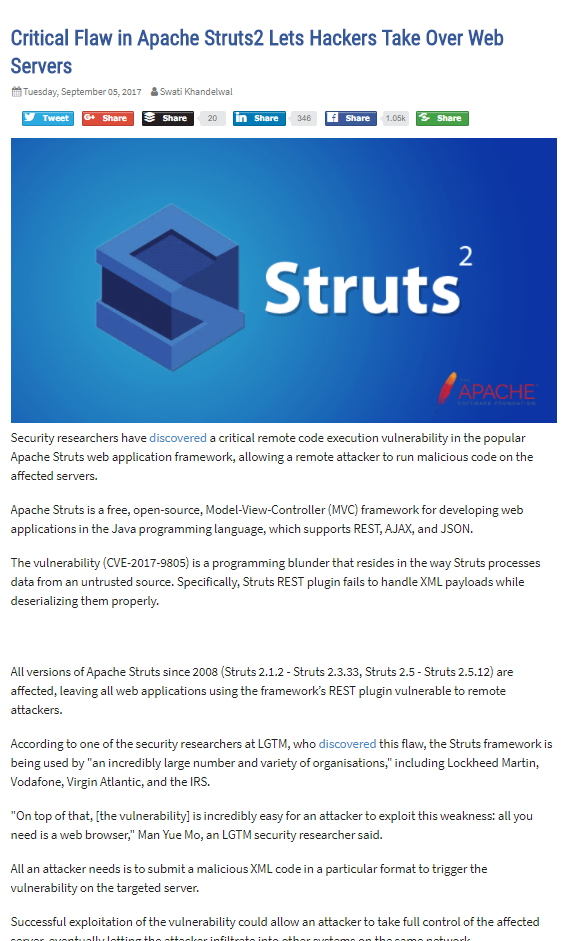 Critical Flaw in Apache Struts2 Lets Hackers Take Over Web
Servers
Tuesday, September 05, 2017 Swati Khandelwal
Tweet G+ Share Share 20 in Share 346 f Share 1.05k Share
Struts2
THE
APACHE
SOFTWARE FOUNDATION
Security researchers have discovered a critical remote code execution vulnerability in the popular
Apache Struts web application framework, allowing a remote attacker to run malicious code on the
affected servers.
Apache Struts is a free, open-source, Model-View-Controller (MVC) framework for developing web
applications in the Java programming language, which supports REST, AJAX, and JSON.
The vulnerability (CVE-2017-9805) is a programming blunder that resides in the way Struts processes
data from an untrusted source. Specifically, Struts REST plugin fails to handle XML payloads while
deserializing them properly.
All versions of Apache Struts since 2008 (Struts 2.1.2 - Struts 2.3.33, Struts 2.5 - Struts 2.5.12) are
affected, leaving all web applications using the framework's REST plugin vulnerable to remote
attackers.
According to one of the security researchers at LGTM, who discovered this flaw, the Struts framework is
being used by "an incredibly large number and variety of organisations," including Lockheed Martin,
Vodafone, Virgin Atlantic, and the IRS.
"On top of that, [the vulnerability] is incredibly easy for an attacker to exploit this weakness: all you
need is a web browser," Man Yue Mo, an LGTM security researcher said.
All an attacker needs is to submit a malicious XML code in a particular format to trigger the
vulnerability on the targeted server.
Successful exploitation of the vulnerability could allow an attacker to take full control of the affected
server, eventually letting the attacker infiltrate into other systems on the same network.